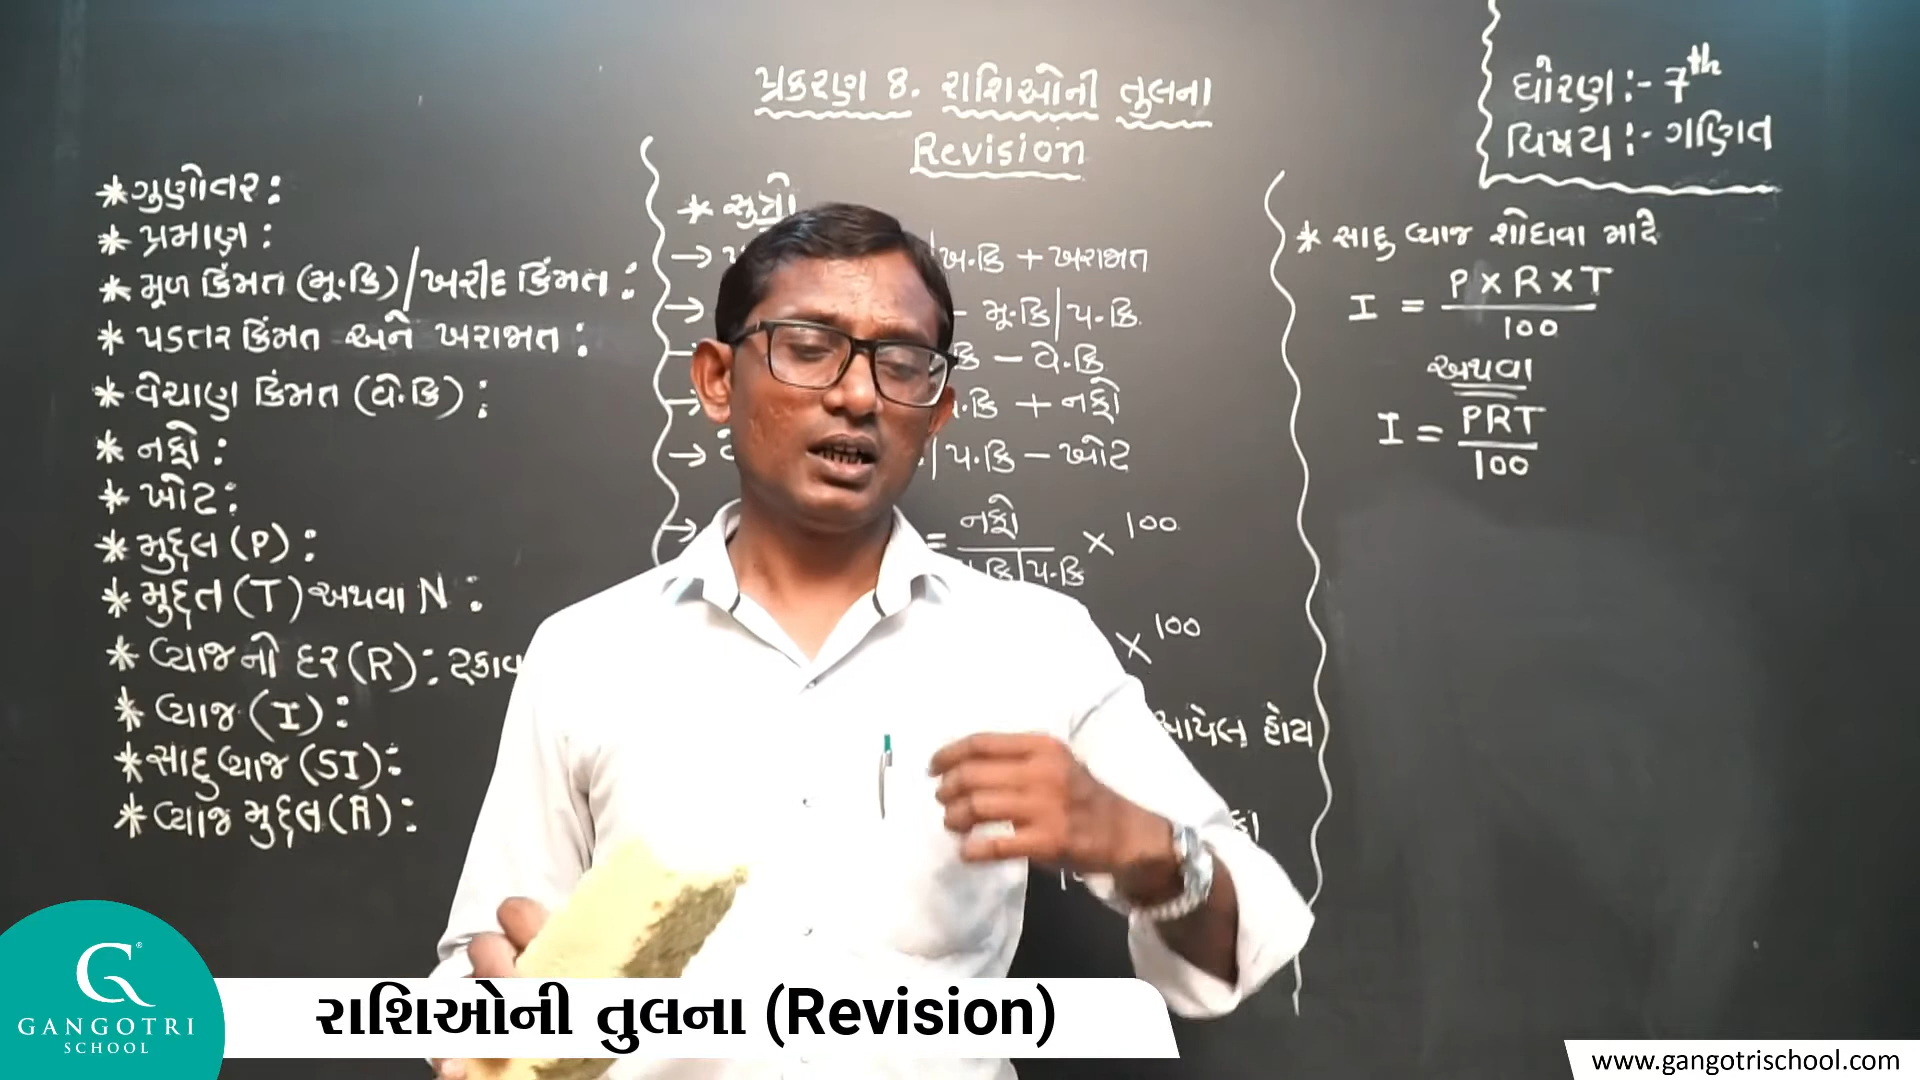 પ્રકરણ 8. રાશિઓની તુલના
Revision
ધોરણ :- 7th
વિષય :- ગણિત
* ગુણોત્તર :
* પ્રમાણ :
* મૂળ કિંમત (મૂ.કિ) / ખરીદ કિંમત :
* પડતર કિંમત અને ખરાજાત :
* વેચાણ કિંમત (વે.કિ) :
* નફો :
* ખોટ :
* મુદ્દલ (P) :
* મુદ્દત (T) અથવા N :
* વ્યાજનો દર (R) :
* વ્યાજ (I) :
* સાદુ વ્યાજ (SI) :
* વ્યાજ મુદ્દલ (A) :
* સુત્રો
→ ખ.કિ + ખરાજાત
→ - મૂ.કિ | પ.કિ
→ - વે.કિ
→ + નફો
→ | પ.કિ - ખોટ
→ = નફો / | પ.કિ × 100
× 100
આપેલ હોય
* સાદુ વ્યાજ શોધવા માટે
I = P × R × T / 100
અથવા
I = PRT / 100
GANGOTRI
SCHOOL
રાશિઓની તુલના (Revision)
www.gangotrischool.com